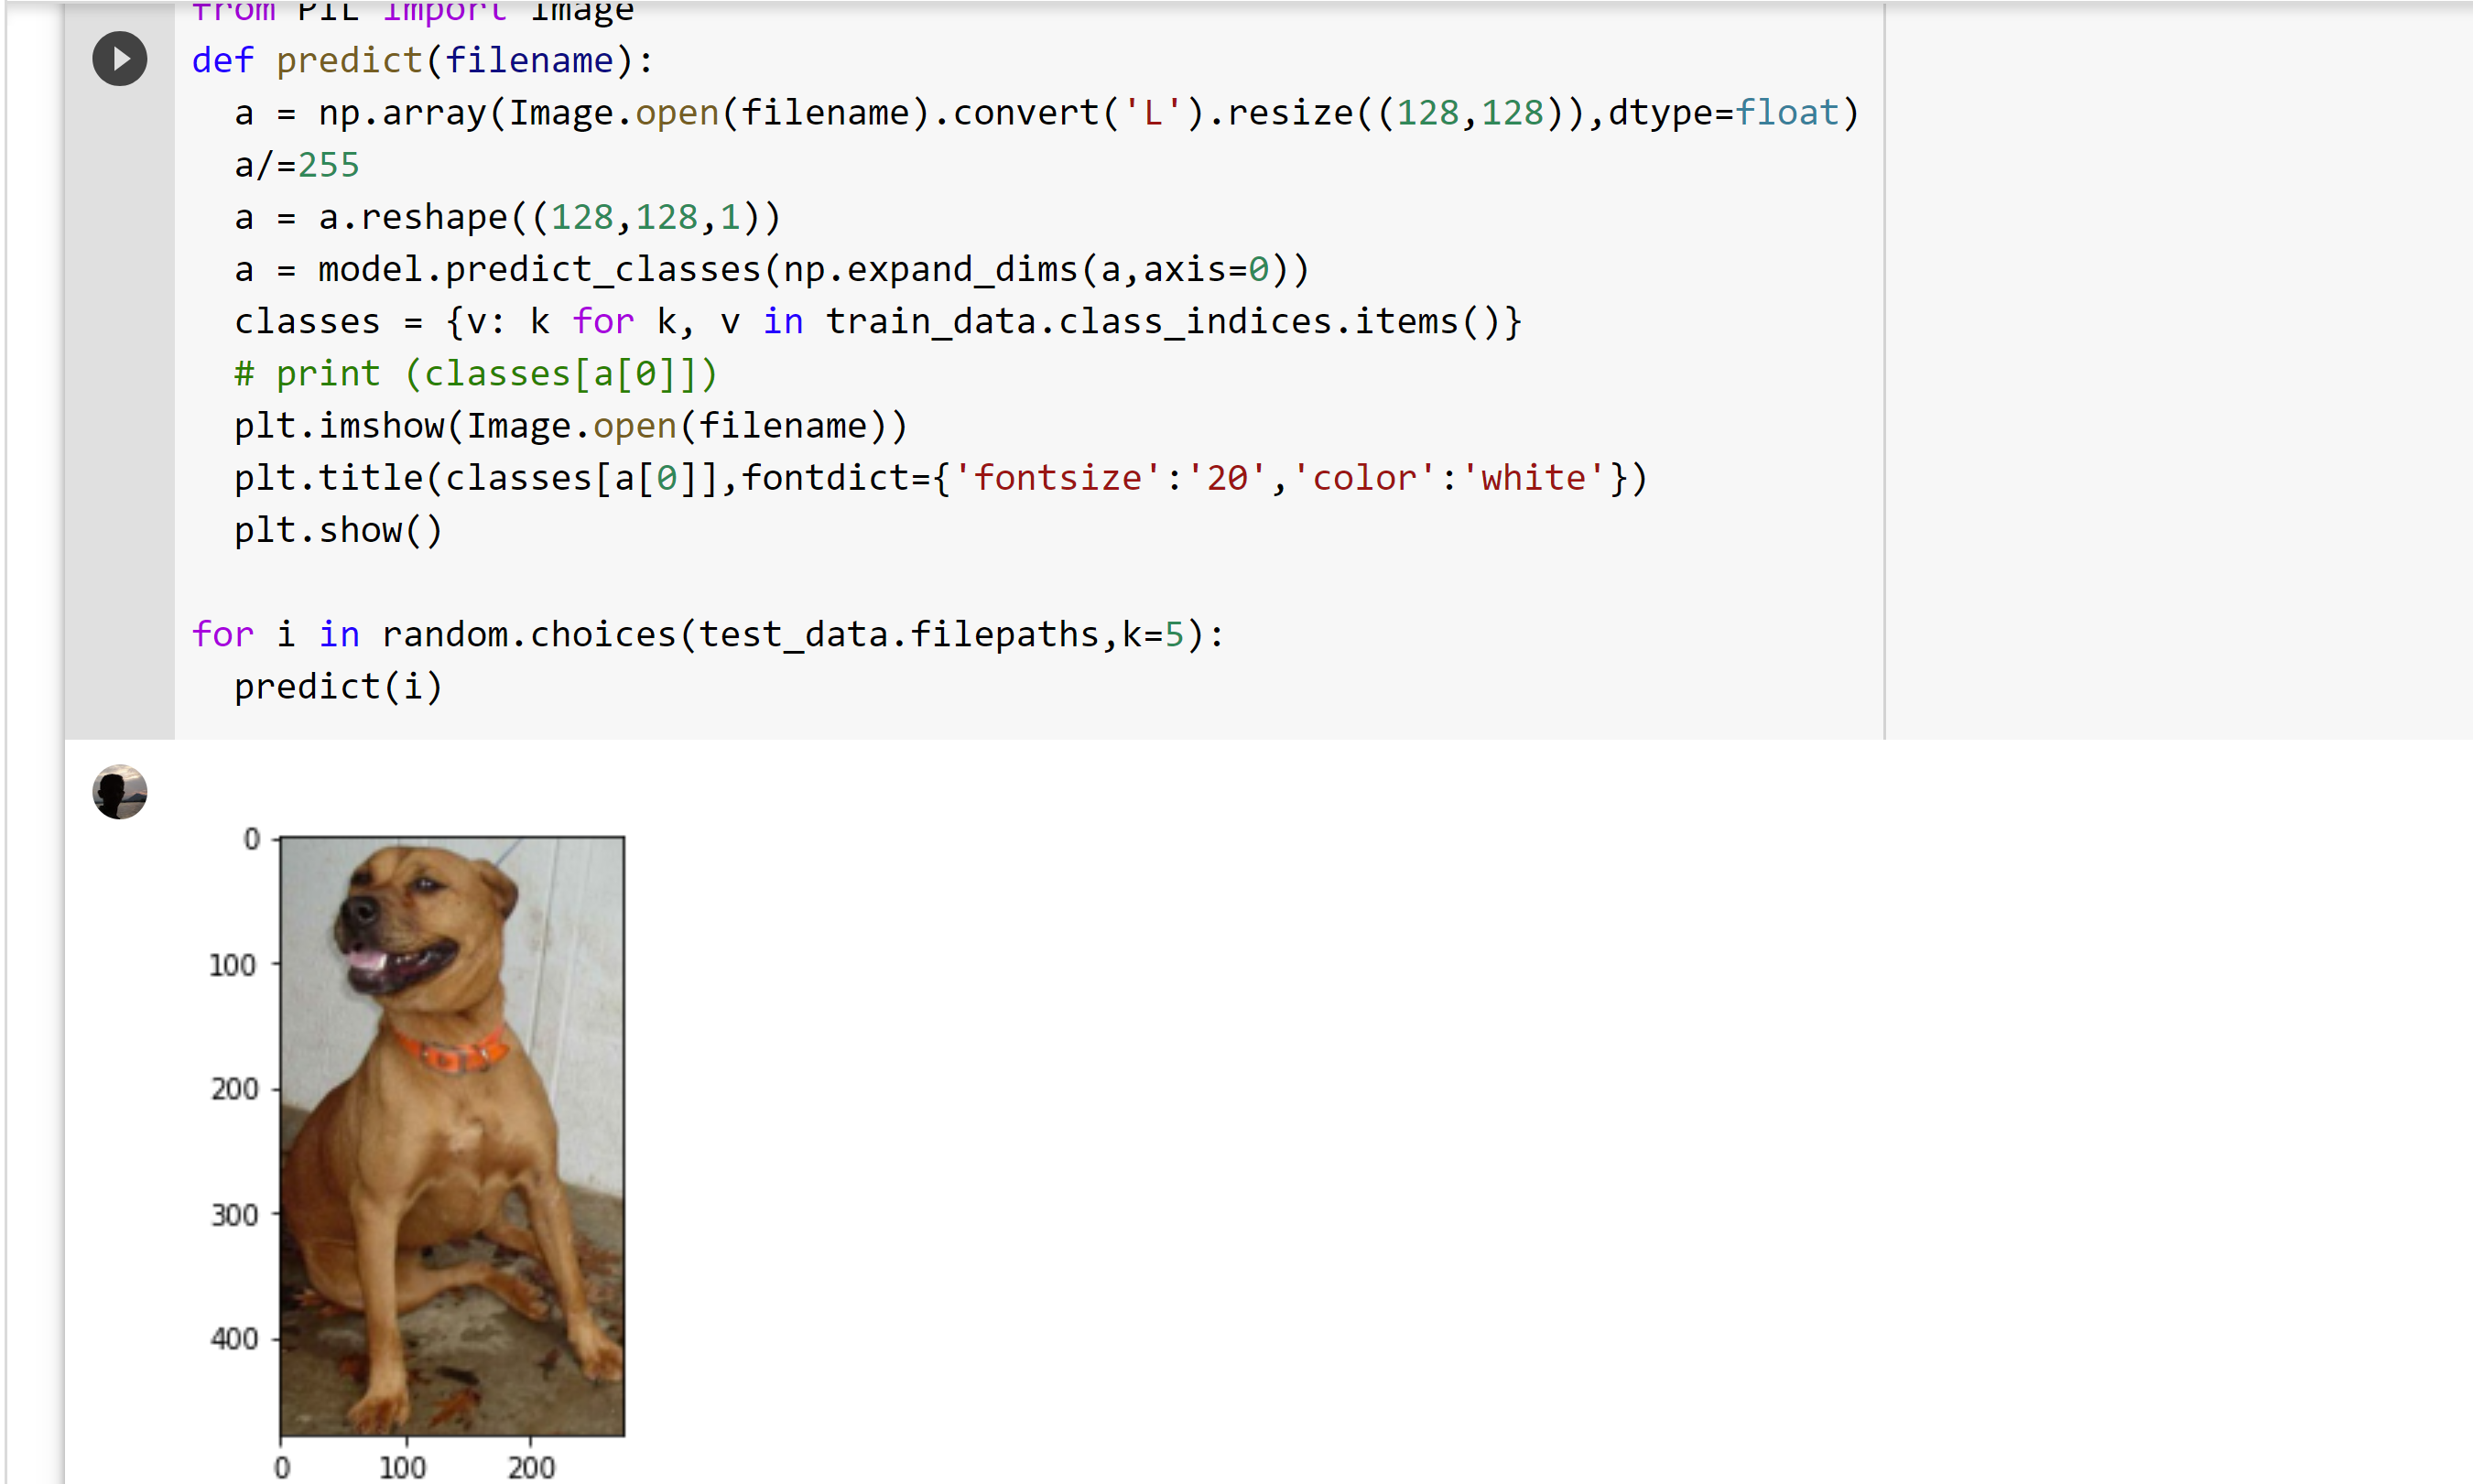 from PIL import Image
def predict(filename):
  a = np.array(Image.open(filename).convert('L').resize((128,128)),dtype=float)
  a/=255
  a = a.reshape((128,128,1))
  a = model.predict_classes(np.expand_dims(a,axis=0))
  classes = {v: k for k, v in train_data.class_indices.items()}
  # print (classes[a[0]])
  plt.imshow(Image.open(filename))
  plt.title(classes[a[0]],fontdict={'fontsize':'20','color':'white'})
  plt.show()
for i in random.choices(test_data.filepaths,k=5):
  predict(i)
0
100
200
300
400
0 100 200